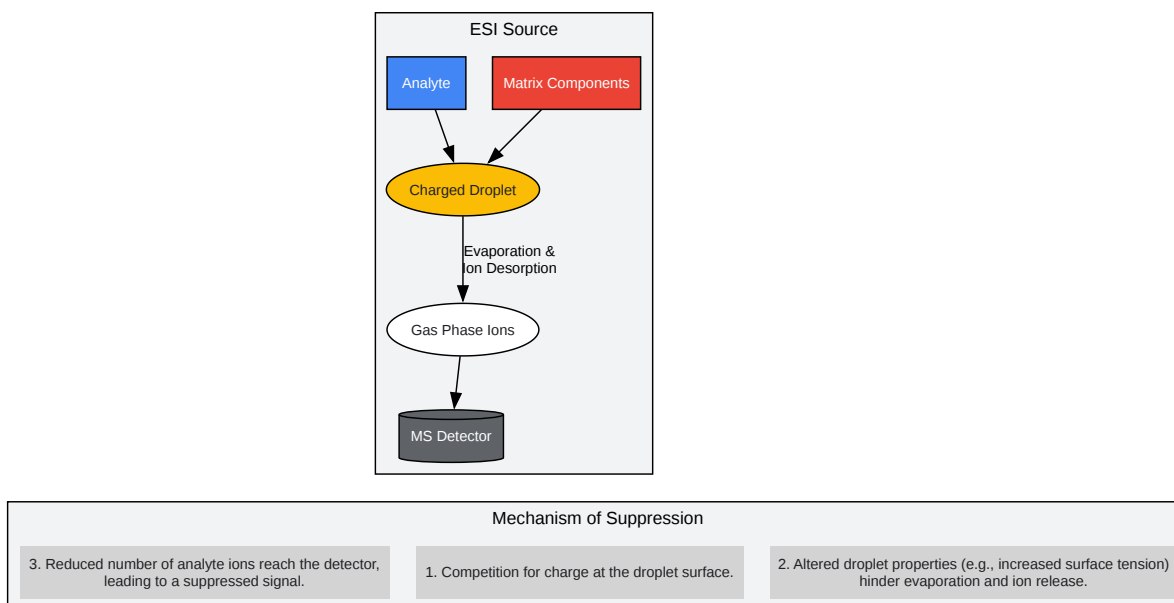 ESI Source
Analyte
Matrix Components
Charged Droplet
Evaporation &
Ion Desorption
Gas Phase Ions
MS Detector
Mechanism of Suppression
3. Reduced number of analyte ions reach the detector,
leading to a suppressed signal.
1. Competition for charge at the droplet surface.
2. Altered droplet properties (e.g., increased surface tension)
hinder evaporation and ion release.